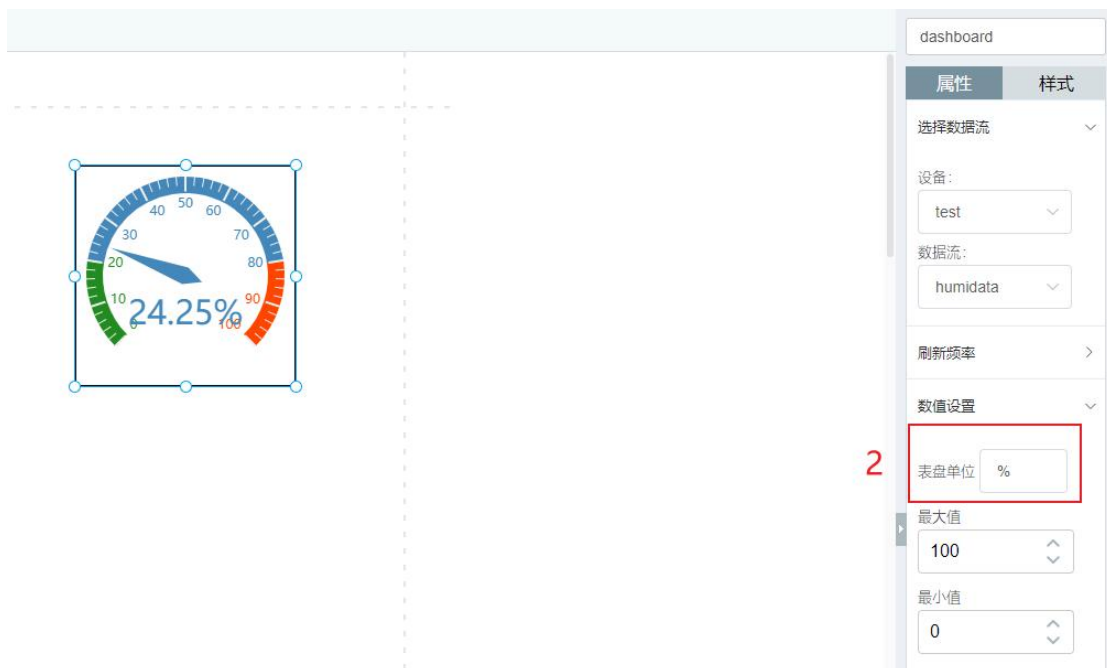 dashboard
属性 样式
选择数据流
设备:
test
数据流:
humidata
刷新频率
数值设置
2
表盘单位 %
最大值
100
最小值
0
50
40 60
30 70
20 80
10 90
24.25%
0 100